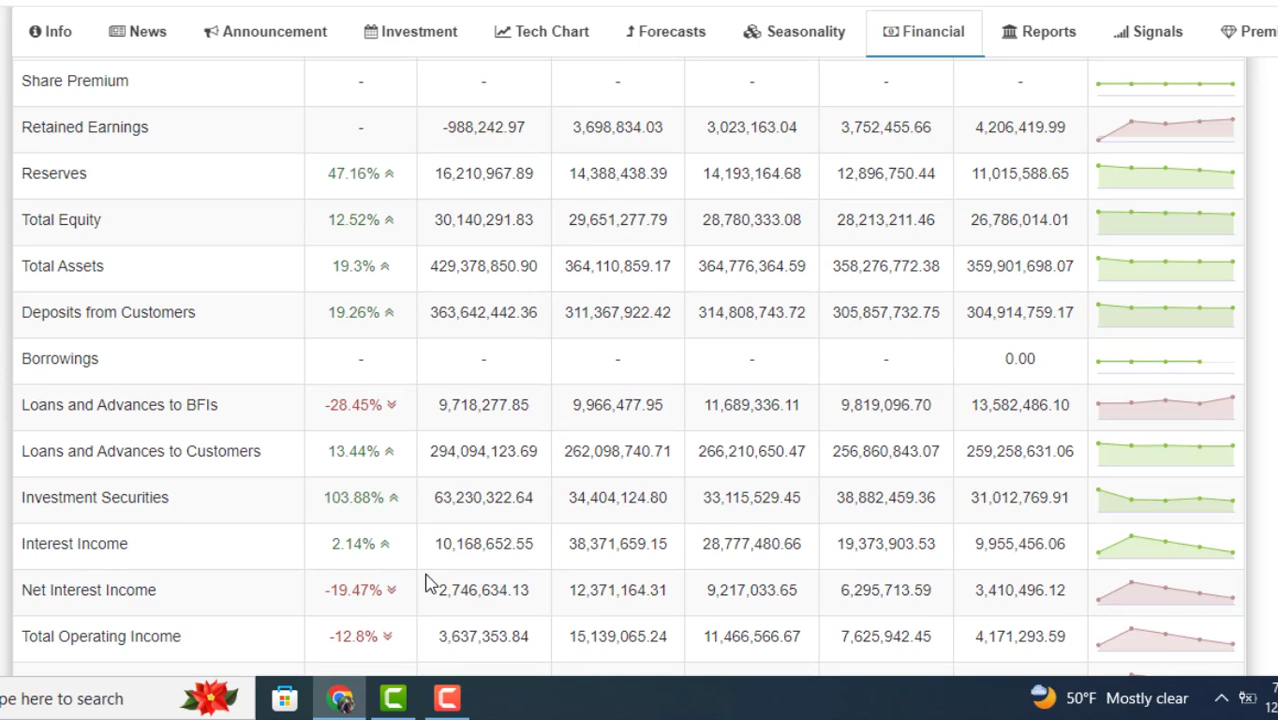 Info News Announcement Investment Tech Chart Forecasts Seasonality Financial Reports Signals Premi
Share Premium - - - - - -
Retained Earnings - -988,242.97 3,698,834.03 3,023,163.04 3,752,455.66 4,206,419.99
Reserves 47.16% 16,210,967.89 14,388,438.39 14,193,164.68 12,896,750.44 11,015,588.65
Total Equity 12.52% 30,140,291.83 29,651,277.79 28,780,333.08 28,213,211.46 26,786,014.01
Total Assets 19.3% 429,378,850.90 364,110,859.17 364,776,364.59 358,276,772.38 359,901,698.07
Deposits from Customers 19.26% 363,642,442.36 311,367,922.42 314,808,743.72 305,857,732.75 304,914,759.17
Borrowings - - - - - 0.00
Loans and Advances to BFIs -28.45% 9,718,277.85 9,966,477.95 11,689,336.11 9,819,096.70 13,582,486.10
Loans and Advances to Customers 13.44% 294,094,123.69 262,098,740.71 266,210,650.47 256,860,843.07 259,258,631.06
Investment Securities 103.88% 63,230,322.64 34,404,124.80 33,115,529.45 38,882,459.36 31,012,769.91
Interest Income 2.14% 10,168,652.55 38,371,659.15 28,777,480.66 19,373,903.53 9,955,456.06
Net Interest Income -19.47% 2,746,634.13 12,371,164.31 9,217,033.65 6,295,713.59 3,410,496.12
Total Operating Income -12.8% 3,637,353.84 15,139,065.24 11,466,566.67 7,625,942.45 4,171,293.59
pe here to search 50°F Mostly clear 7
12